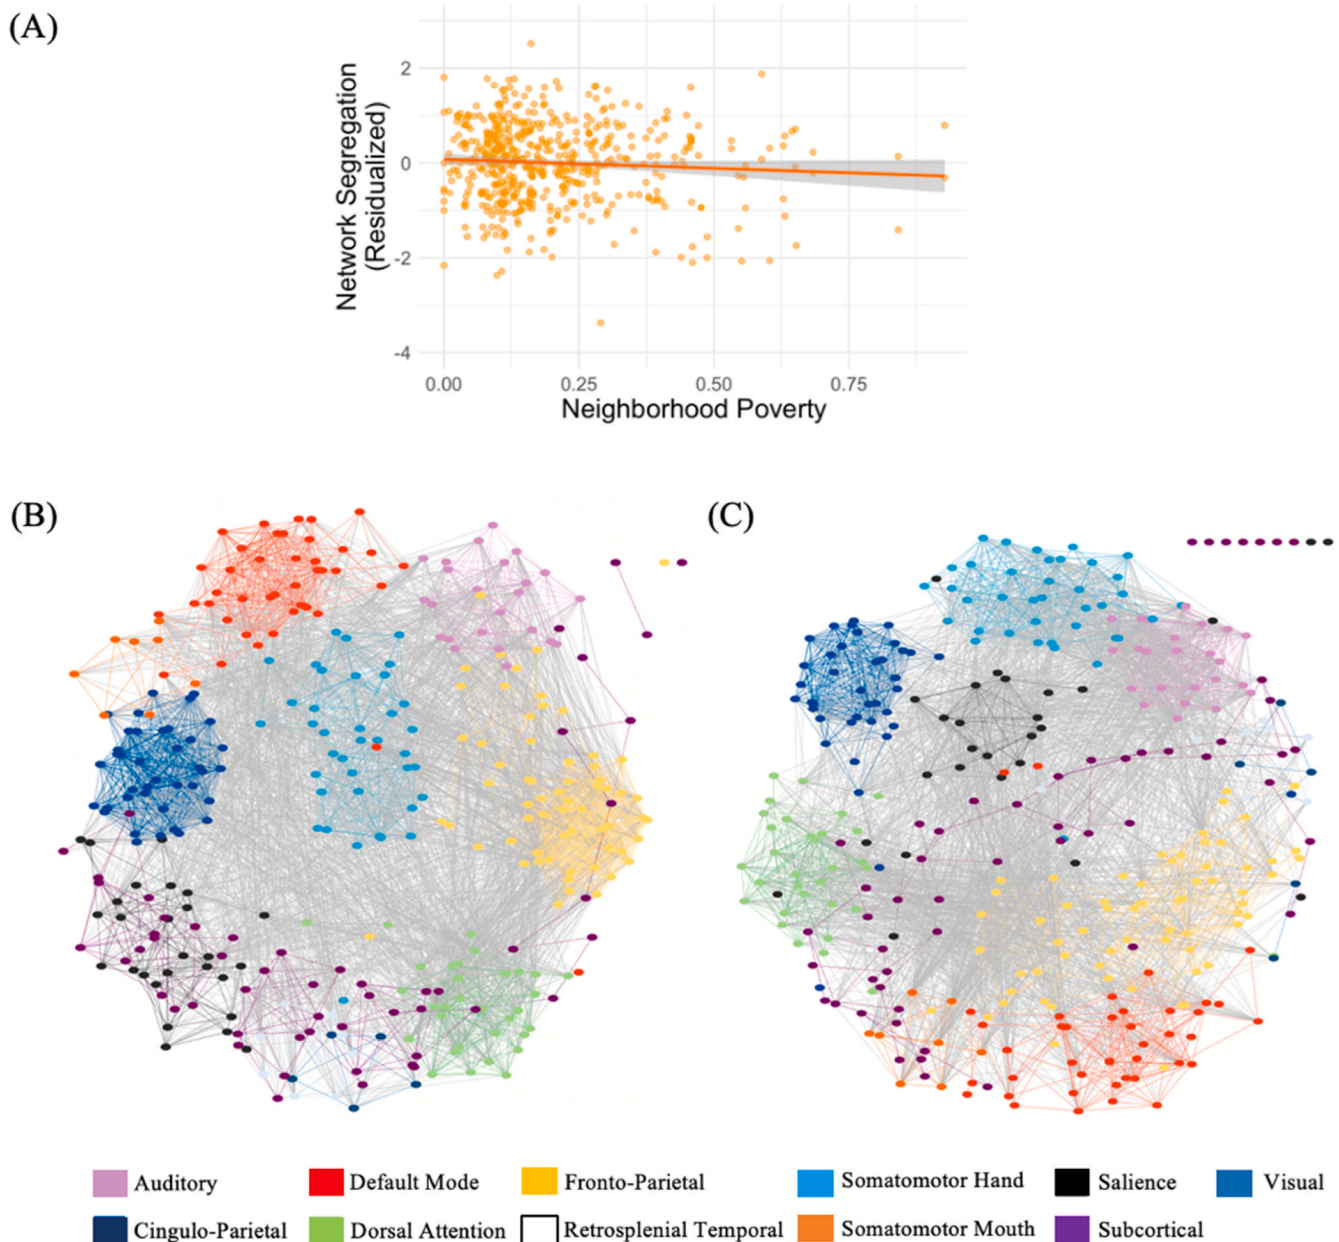 (A)
Network Segregation
(Residualized)
2
0
-2
-4
0.00 0.25 0.50 0.75
Neighborhood Poverty
(B) (C)
Auditory Default Mode Fronto-Parietal Somatomotor Hand Salience Visual
Cingulo-Parietal Dorsal Attention Retrosplenial Temporal Somatomotor Mouth Subcortical